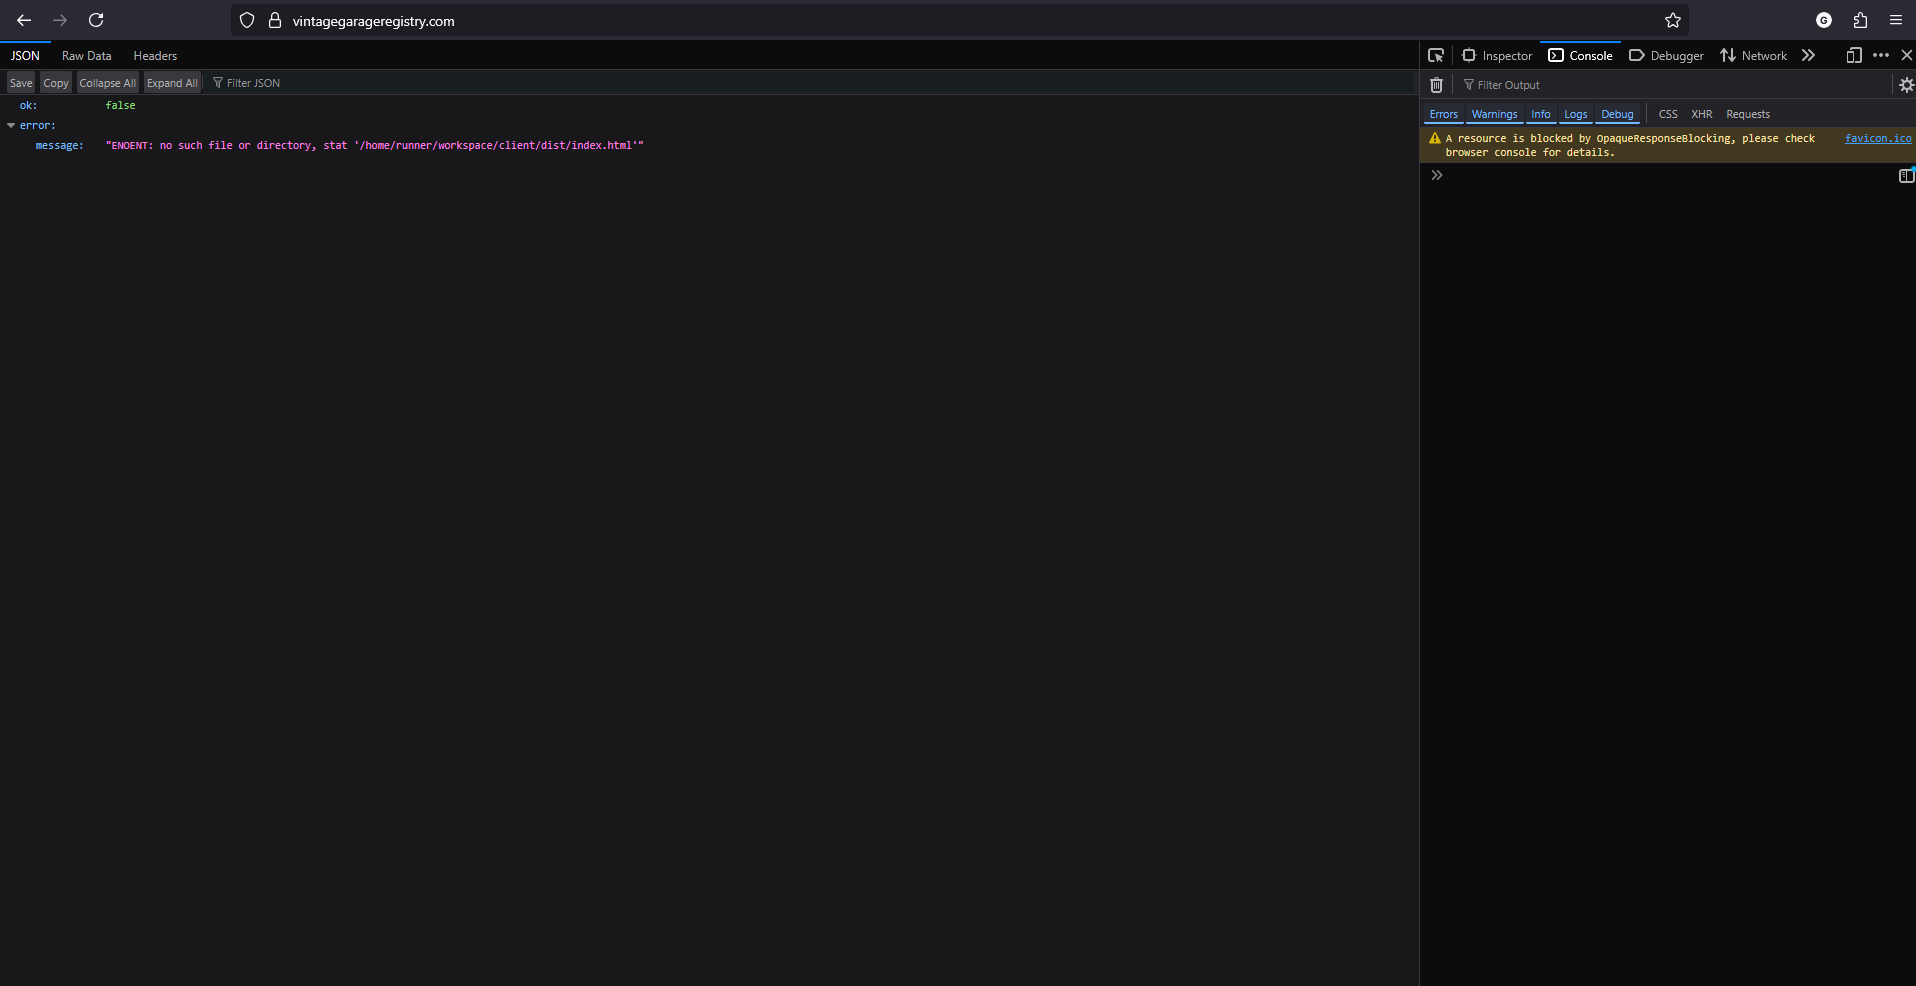 vintagegarageregistry.com
G
JSON Raw Data Headers
Save Copy Collapse All Expand All Filter JSON
ok: false
error:
message: "ENOENT: no such file or directory, stat '/home/runner/workspace/client/dist/index.html'"
Inspector Console Debugger Network
Filter Output
Errors Warnings Info Logs Debug CSS XHR Requests
A resource is blocked by OpaqueResponseBlocking, please check favicon.ico
browser console for details.